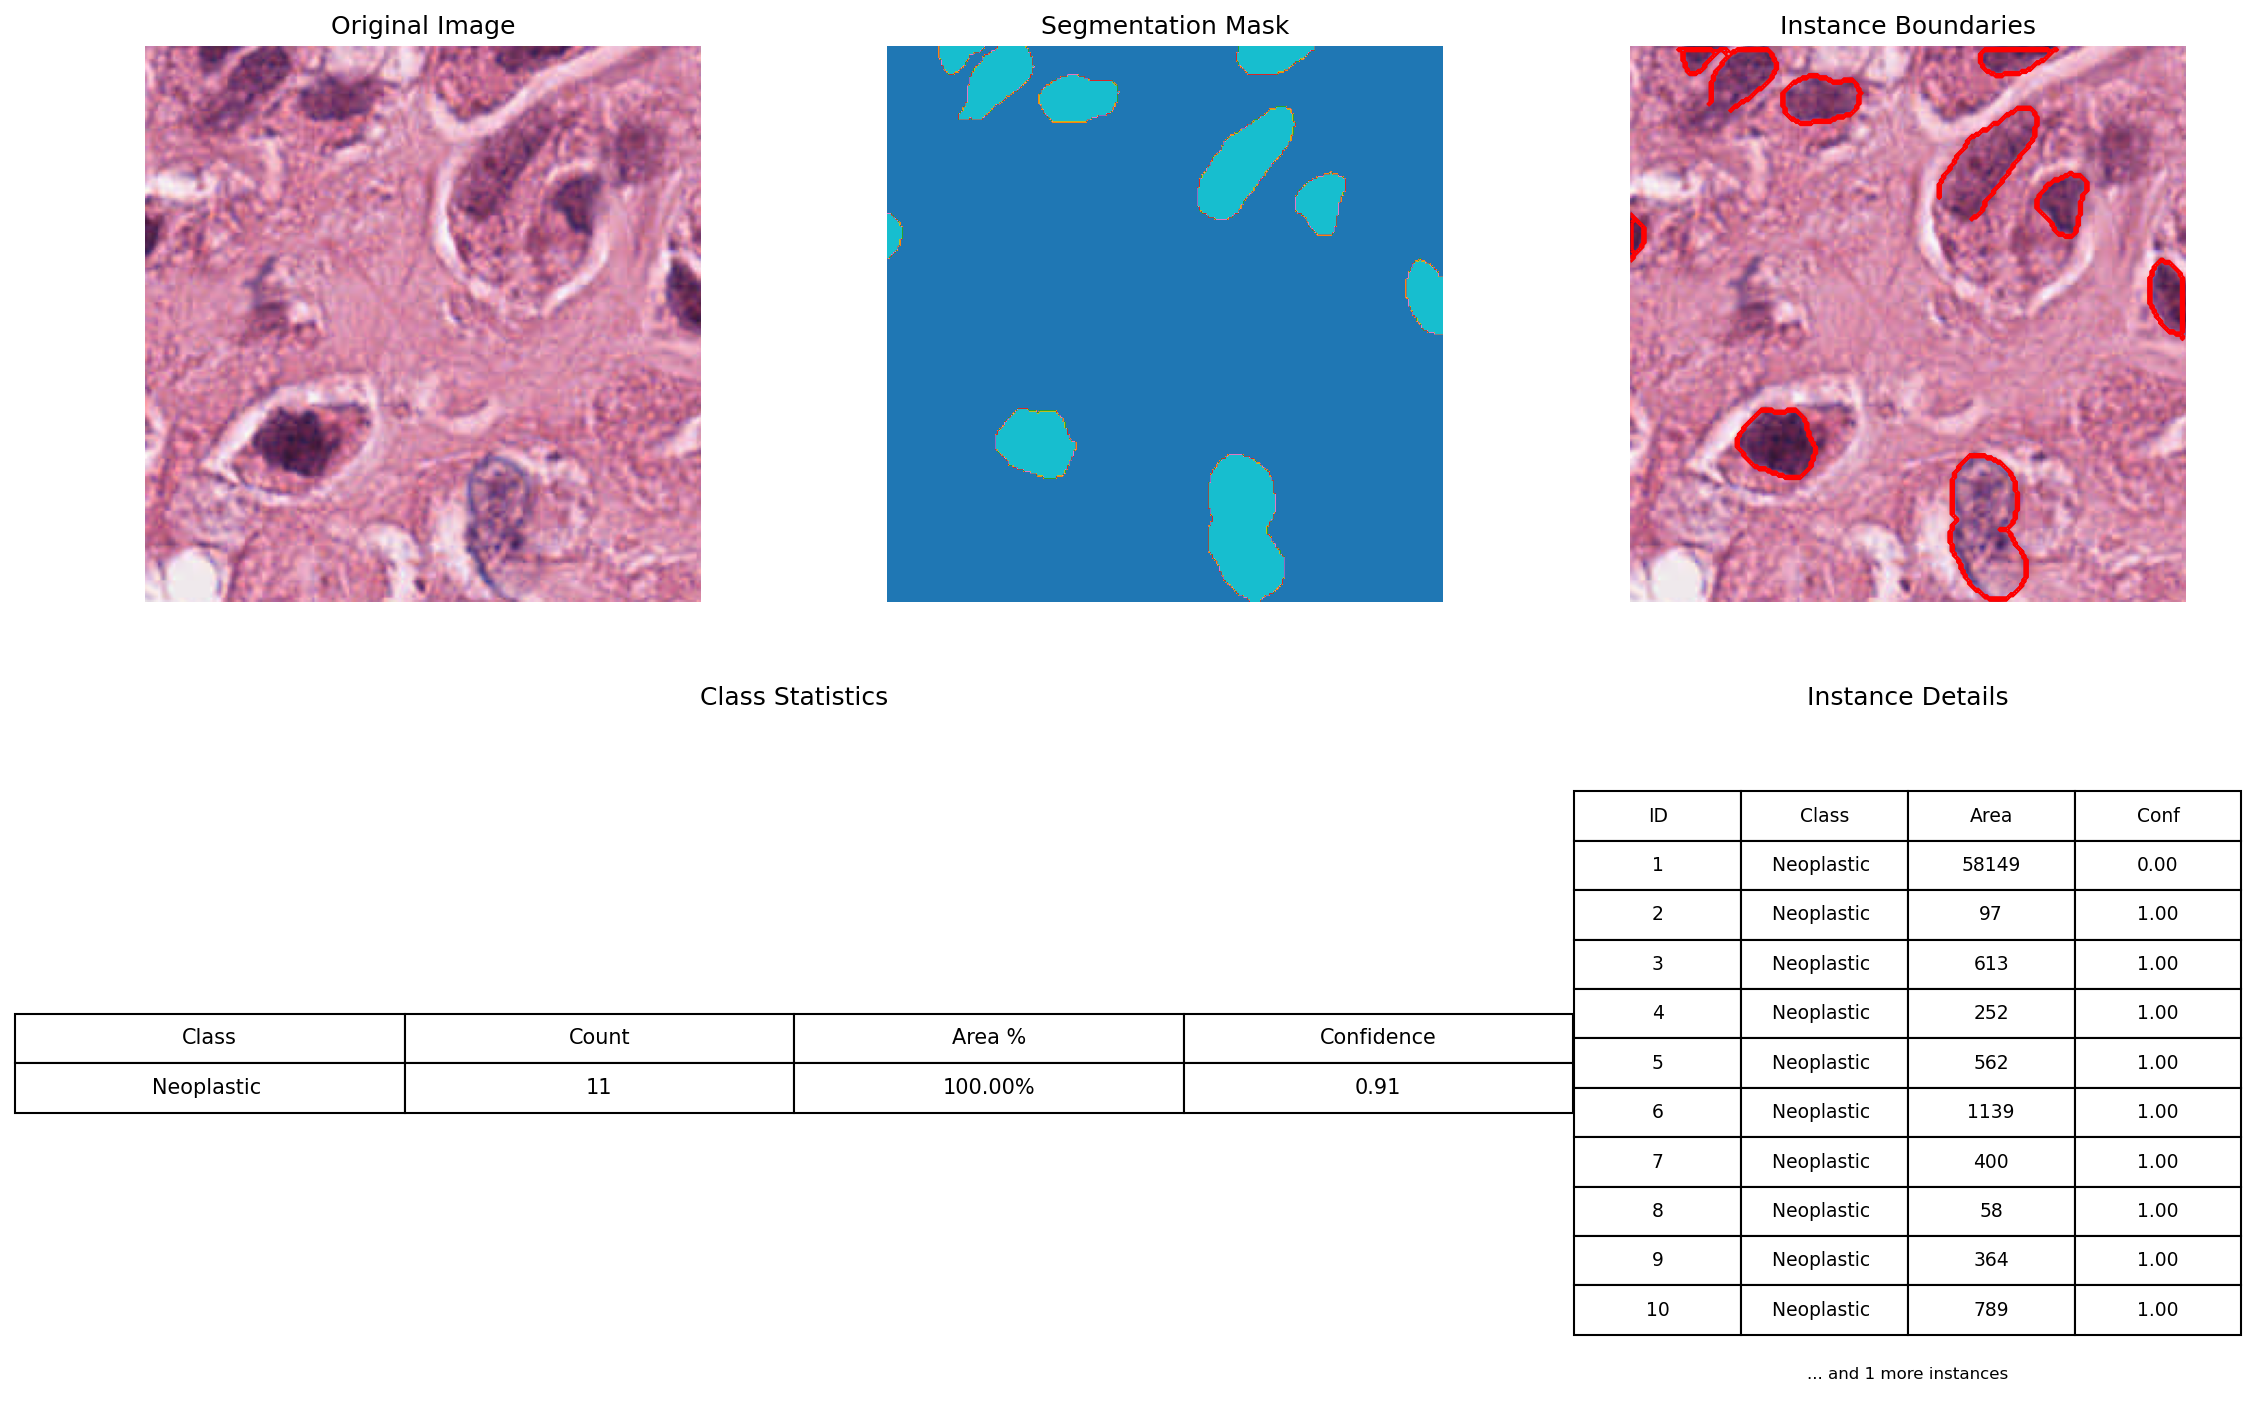 Original Image
Segmentation Mask
Instance Boundaries
Class Statistics
Class Count Area % Confidence
Neoplastic 11 100.00% 0.91
Instance Details
ID Class Area Conf
1 Neoplastic 58149 0.00
2 Neoplastic 97 1.00
3 Neoplastic 613 1.00
4 Neoplastic 252 1.00
5 Neoplastic 562 1.00
6 Neoplastic 1139 1.00
7 Neoplastic 400 1.00
8 Neoplastic 58 1.00
9 Neoplastic 364 1.00
10 Neoplastic 789 1.00
... and 1 more instances